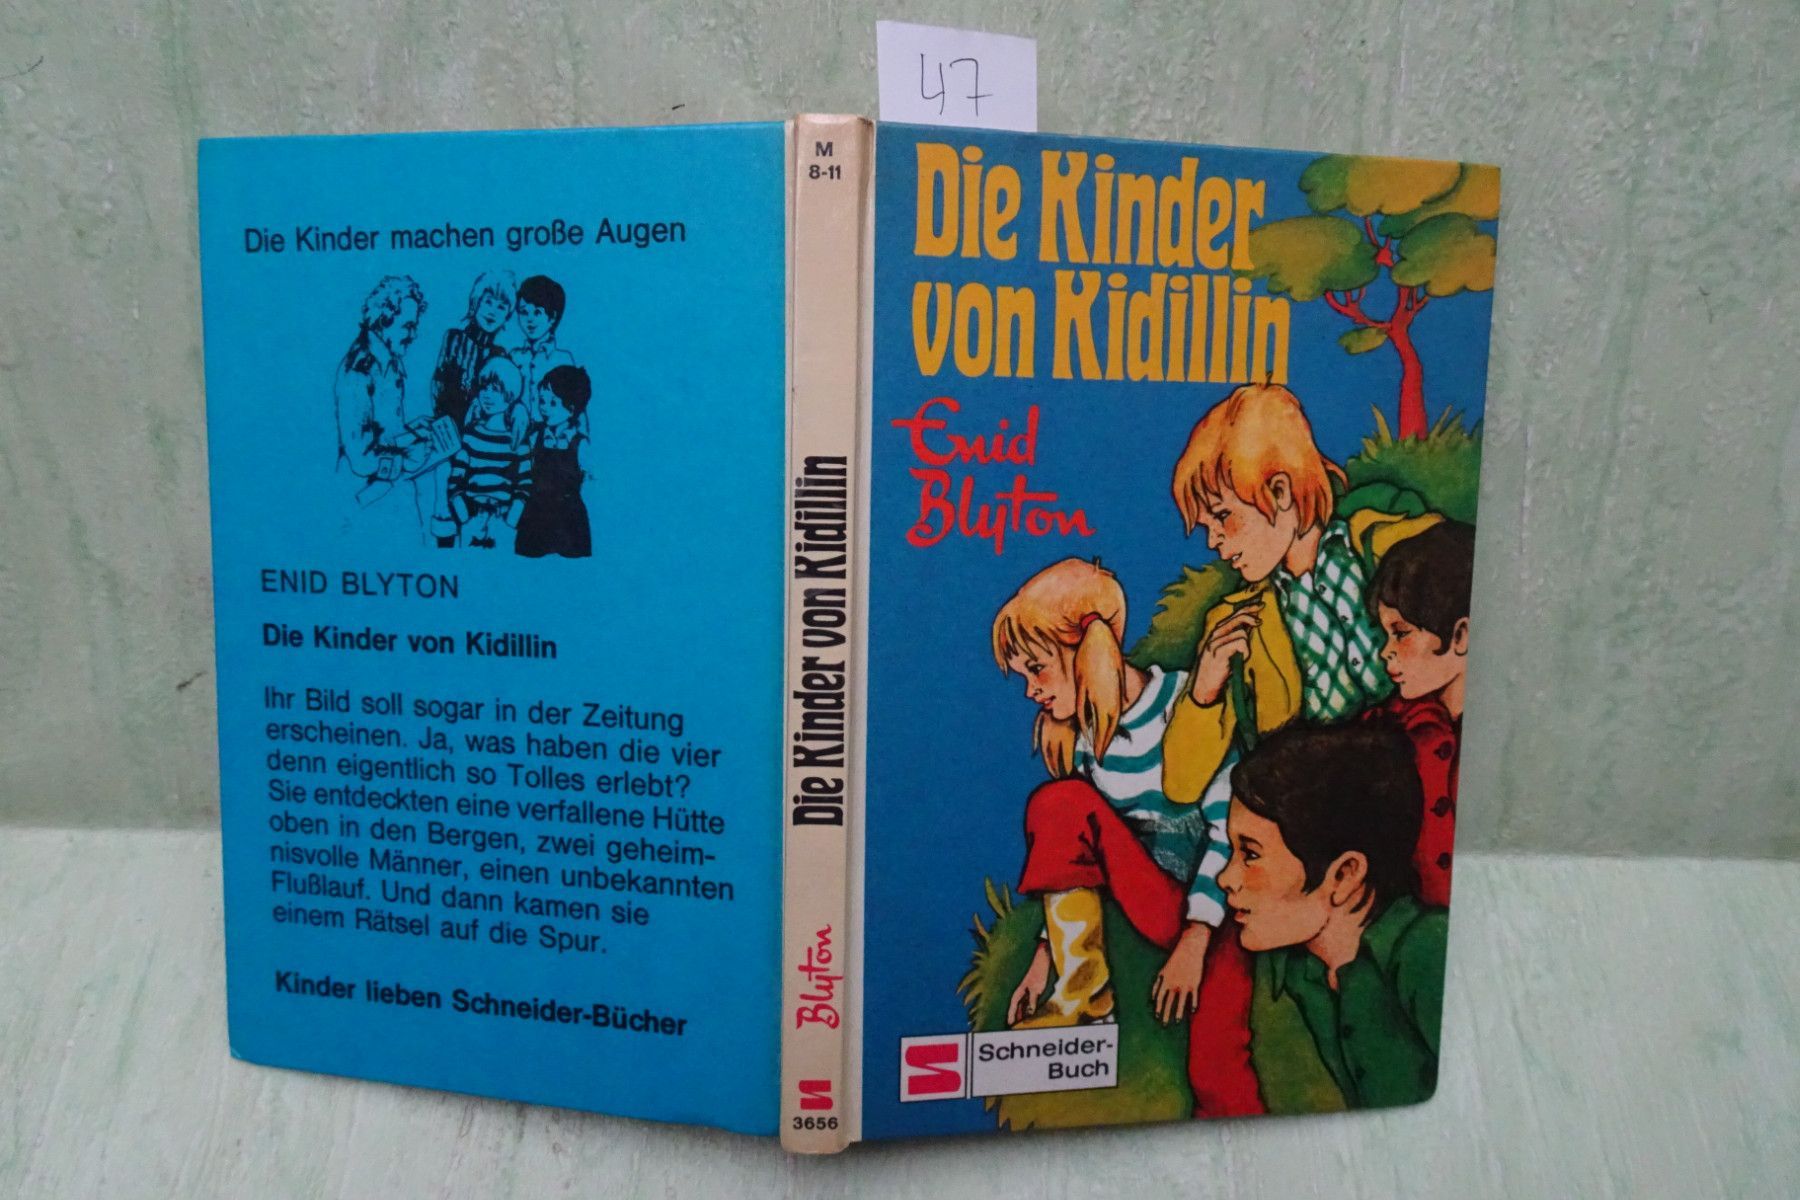 47
Die Kinder machen große Augen
ENID BLYTON
Die Kinder von Kidillin
Ihr Bild soll sogar in der Zeitung
erscheinen. Ja, was haben die vier
denn eigentlich so Tolles erlebt?
Sie entdeckten eine verfallene Hütte
oben in den Bergen, zwei geheim-
nisvolle Männer, einen unbekannten
Flußlauf. Und dann kamen sie
einem Rätsel auf die Spur.
Kinder lieben Schneider-Bücher
M
8-11
Die Kinder von Kidillin
Blyton
3656
Die Kinder
von Kidillin
Enid
Blyton
Schneider-
Buch